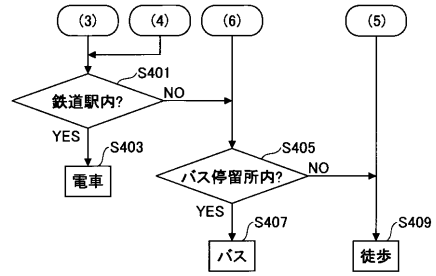 (3)
(4)
(6)
(5)
S401
鉄道駅内?
NO
YES
S403
電車
S405
バス停留所内?
NO
YES
S407
バス
S409
徒歩